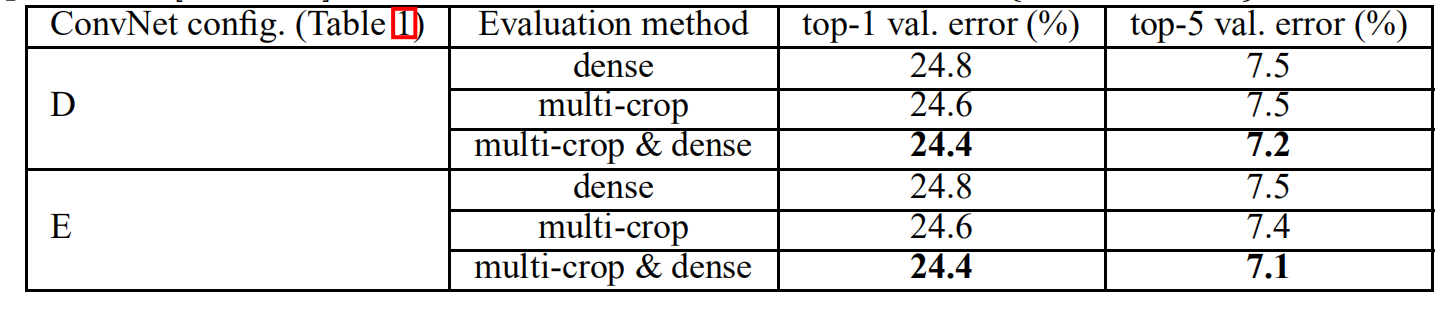 ConvNet config. (Table 1) Evaluation method top-1 val. error (%) top-5 val. error (%)
D dense 24.8 7.5
multi-crop 24.6 7.5
multi-crop & dense 24.4 7.2
E dense 24.8 7.5
multi-crop 24.6 7.4
multi-crop & dense 24.4 7.1